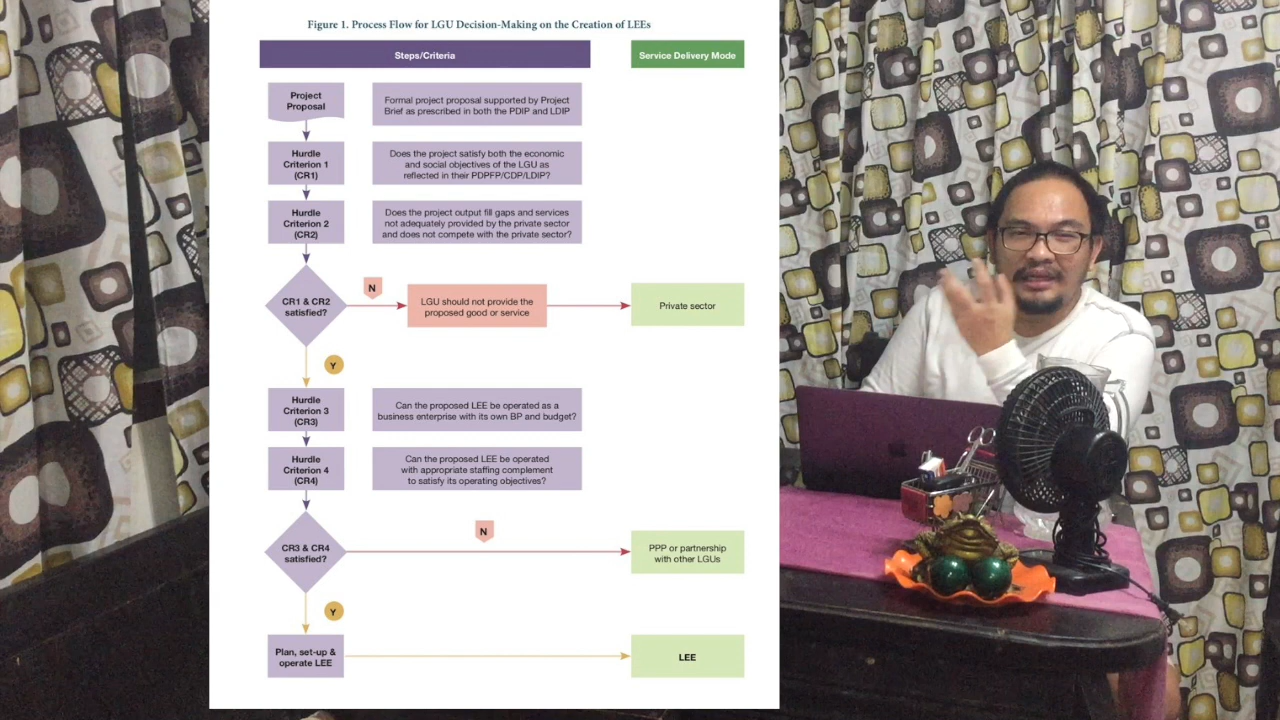 Figure 1. Process Flow for LGU Decision-Making on the Creation of LEEs
Steps/Criteria
Service Delivery Mode
Project
Proposal
Formal project proposal supported by Project
Brief as prescribed in both the PDIP and LDIP
Hurdle
Criterion 1
(CR1)
Does the project satisfy both the economic
and social objectives of the LGU as
reflected in their PDPFP/CDP/LDIP?
Hurdle
Criterion 2
(CR2)
Does the project output fill gaps and services
not adequately provided by the private sector
and does not compete with the private sector?
CR1 & CR2
satisfied?
N
LGU should not provide the
proposed good or service
Private sector
Y
Hurdle
Criterion 3
(CR3)
Can the proposed LEE be operated as a
business enterprise with its own BP and budget?
Hurdle
Criterion 4
(CR4)
Can the proposed LEE be operated
with appropriate staffing complement
to satisfy its operating objectives?
CR3 & CR4
satisfied?
N
PPP or partnership
with other LGUs
Y
Plan, set-up &
operate LEE
LEE